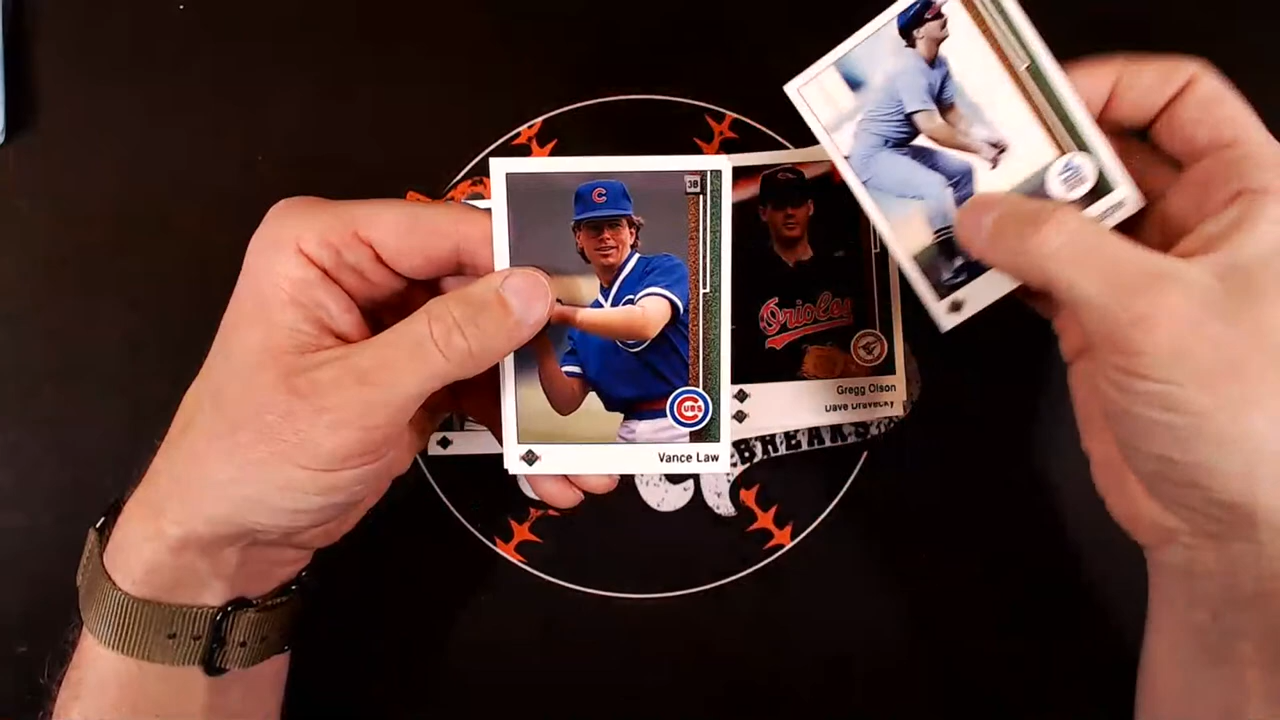 C
3B
CUBS
Vance Law
Orioles
Gregg Olson
Dave Dravecky
BREAKS